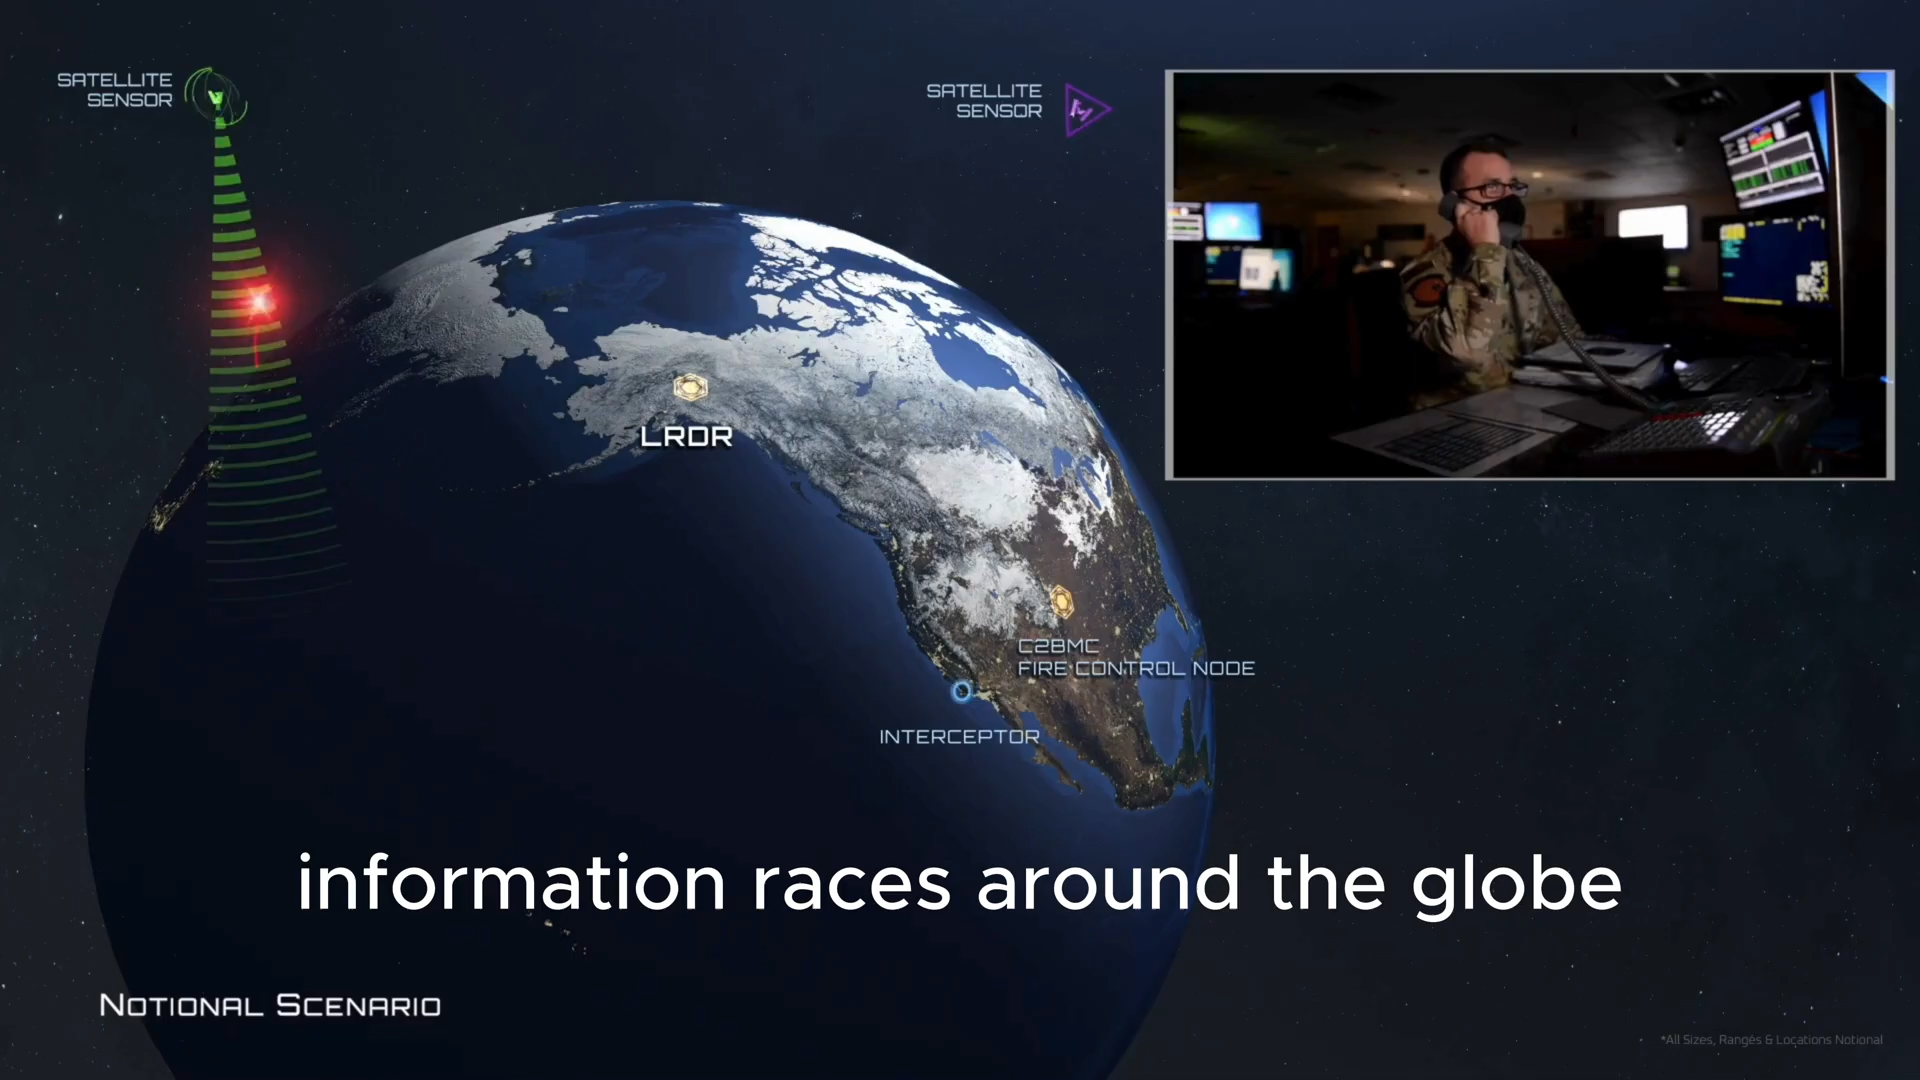 SATELLITE
SENSOR
SATELLITE
SENSOR
LRDR
C2BMC
FIRE CONTROL NODE
INTERCEPTOR
information races around the globe
NOTIONAL SCENARIO
*All Sizes, Ranges & Locations Notional